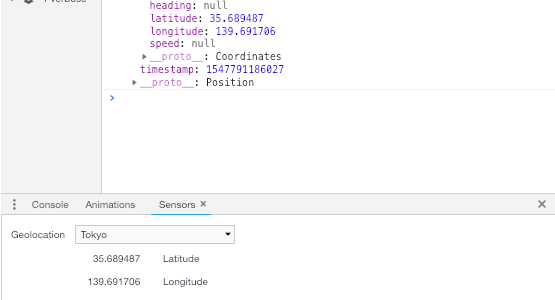 heading: null
latitude: 35.689487
longitude: 139.691706
speed: null
▶__proto__: Coordinates
timestamp: 1547791186027
▶__proto__: Position
>
Console Animations Sensors ×
Geolocation Tokyo
35.689487 Latitude
139.691706 Longitude